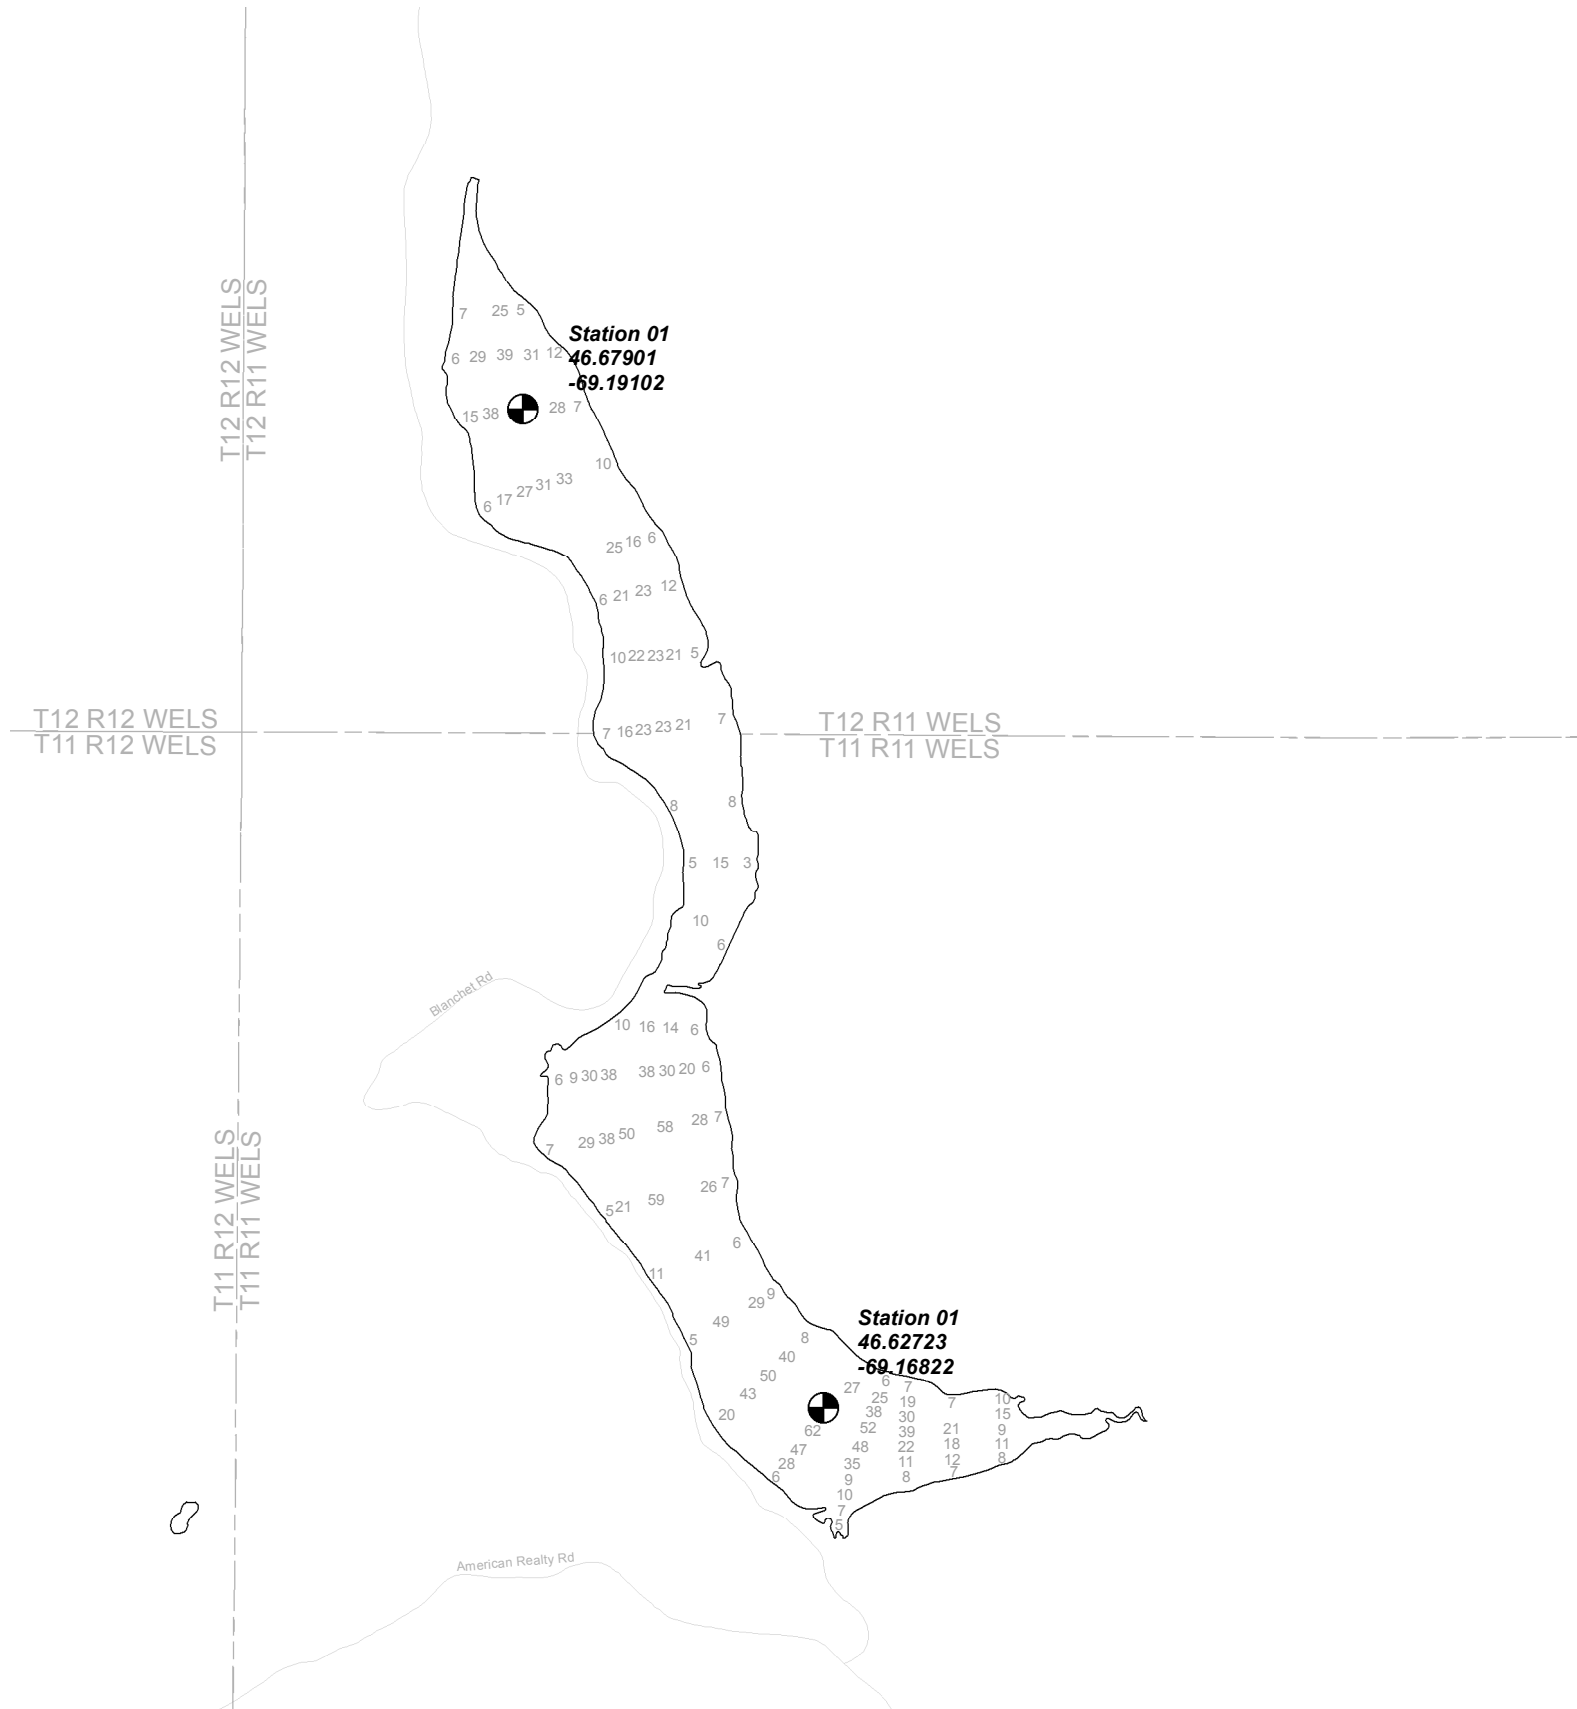 T12 R12 WELS
T12 R11 WELS
7 25 5
Station 01
46.67901
-69.19102
6 29 39 31 12
15 38 28 7
10
6 17 27 31 33
25 16 6
6 21 23 12
10 22 23 21 5
7 16 23 23 21 7
T12 R12 WELS
T11 R12 WELS
T12 R11 WELS
T11 R11 WELS
8 8
5 15 3
10
6
Blanchet Rd
10 16 14 6
6 9 30 38 38 30 20 6
7 29 38 50 58 28 7
T11 R12 WELS
T11 R11 WELS
5 21 59 26 7
41 6
11
29 9
5 49
8
40
50
43
20
Station 01
46.62723
-69.16822
62
47
28
6
27
6
25
38
52
48
35
9
10
7
5
7
19
30
39
22
11
8
7
21
18
12
7
10
15
9
11
8
American Realty Rd